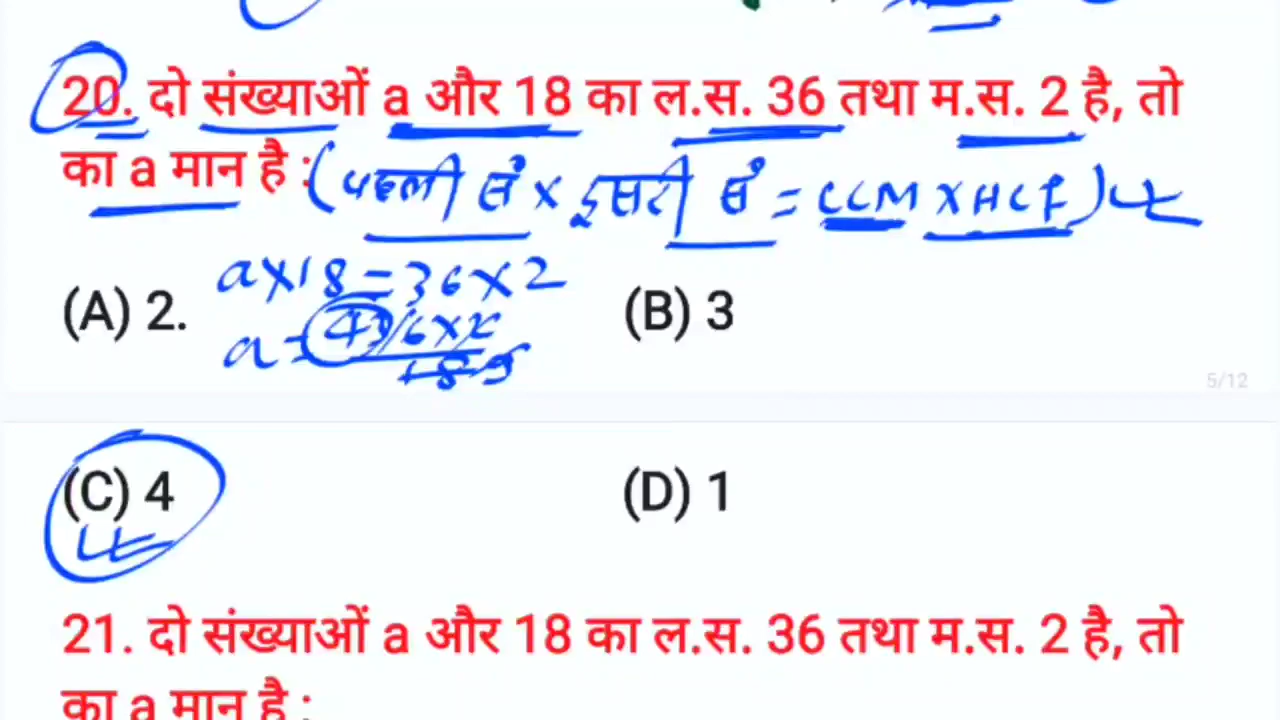 20. दो संख्याओं a और 18 का ल.स. 36 तथा म.स. 2 है, तो
का a मान है : (पहली सं × दूसरी सं = LCM × HCF)
a×18 = 36×2
(A) 2.
(B) 3
a =
5/12
(C) 4
(D) 1
21. दो संख्याओं a और 18 का ल.स. 36 तथा म.स. 2 है, तो
का a मान है :